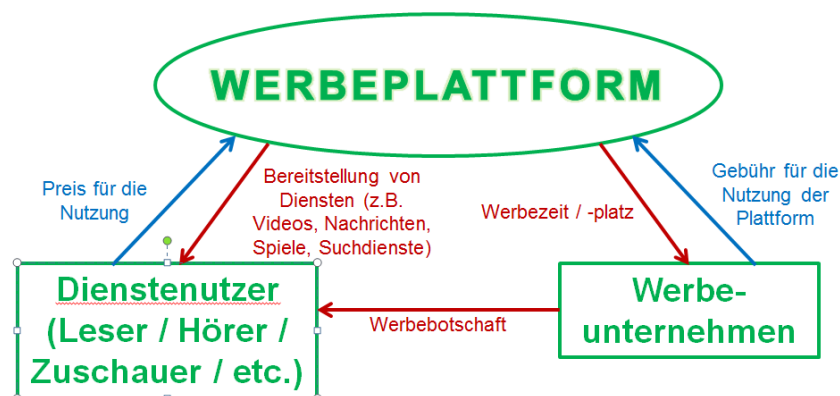 WERBEPLATTFORM
Preis für die
Nutzung
Bereitstellung von
Diensten (z.B.
Videos, Nachrichten,
Spiele, Suchdienste)
Werbezeit / -platz
Gebühr für die
Nutzung der
Plattform
Dienstenutzer
(Leser / Hörer /
Zuschauer / etc.)
Werbebotschaft
Werbe-
unternehmen